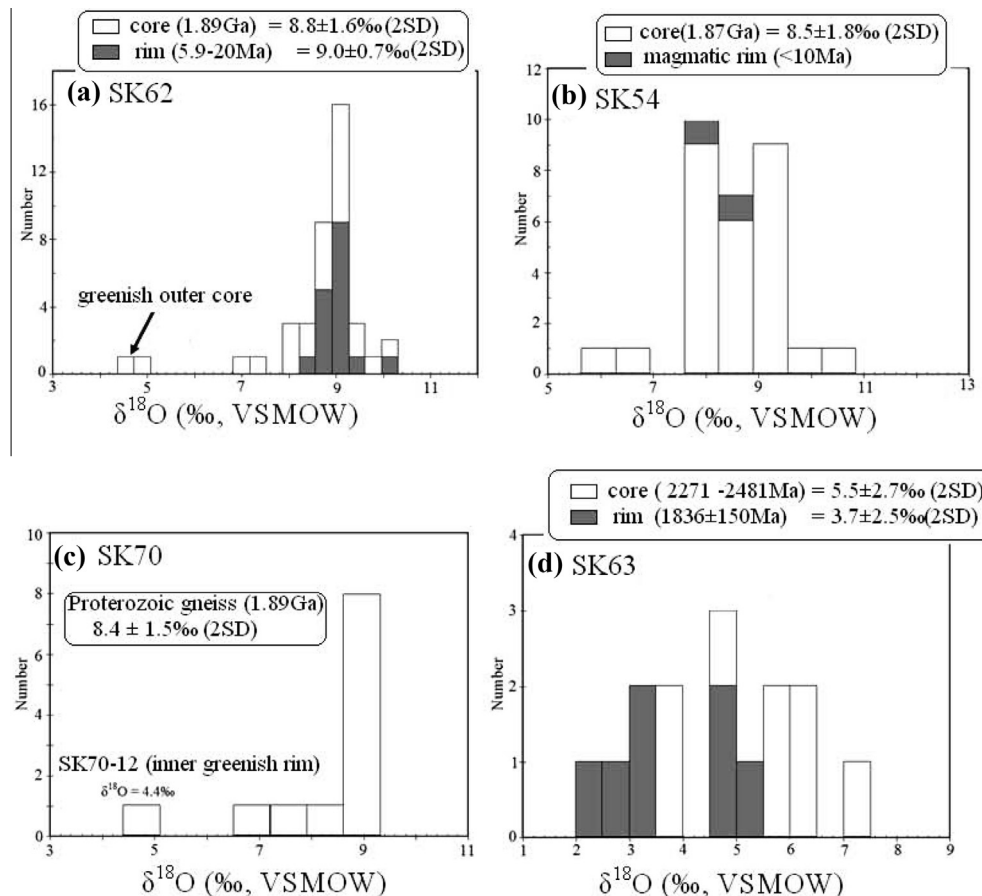 core (1.89Ga) = 8.8±1.6‰(2SD)
rim (5.9-20Ma) = 9.0±0.7‰(2SD)
(a) SK62
16
12
8
4
0
Number
greenish outer core
3 5 7 9 11
δ¹⁸O (‰, VSMOW)
core(1.87Ga) = 8.5±1.8‰ (2SD)
magmatic rim (<10Ma)
(b) SK54
12
10
8
6
4
2
0
Number
5 7 9 11 13
δ¹⁸O (‰, VSMOW)
(c) SK70
10
8
6
4
2
0
Number
Proterozoic gneiss (1.89Ga)
8.4 ± 1.5‰ (2SD)
SK70-12 (inner greenish rim)
δ¹⁸O = 4.4‰
3 5 7 9 11
δ¹⁸O (‰, VSMOW)
core ( 2271 -2481Ma) = 5.5±2.7‰ (2SD)
rim (1836±150Ma) = 3.7±2.5‰(2SD)
(d) SK63
4
3
2
1
0
Number
1 2 3 4 5 6 7 8 9
δ¹⁸O (‰, VSMOW)